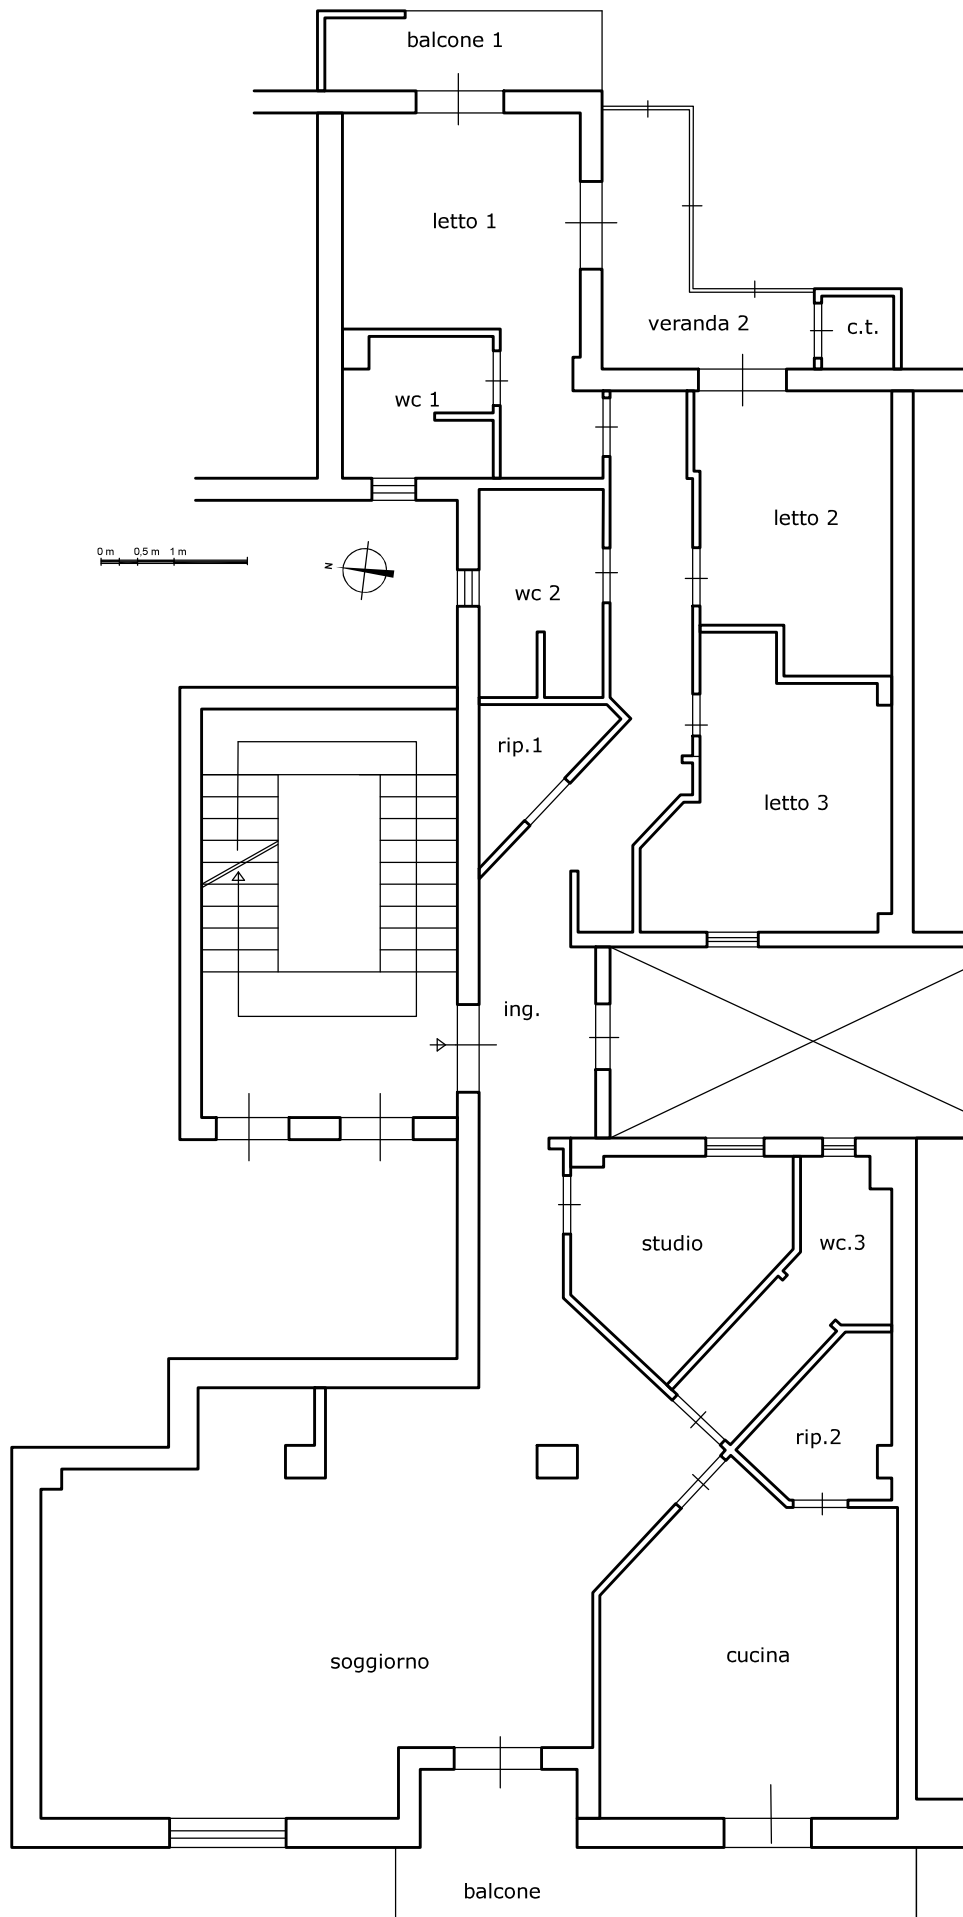 balcone 1
letto 1
veranda 2
c.t.
wc 1
letto 2
0 m 0,5 m 1 m
N
wc 2
rip.1
letto 3
ing.
studio
wc.3
rip.2
soggiorno
cucina
balcone